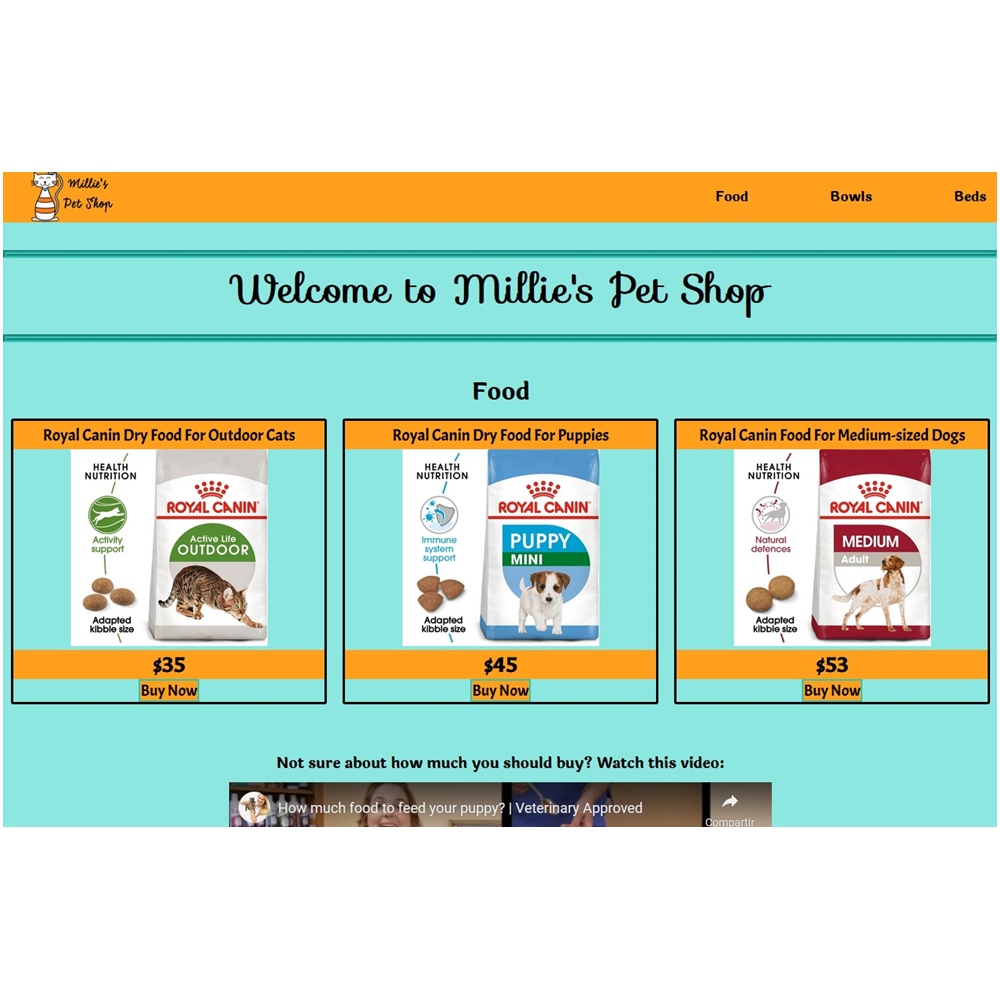 Millie's
Pet Shop
Food
Bowls
Beds
Welcome to Millie's Pet Shop
Food
Royal Canin Dry Food For Outdoor Cats
HEALTH
NUTRITION
Activity
support
Adapted
kibble size
ROYAL CANIN
Active Life
OUTDOOR
$35
Buy Now
Royal Canin Dry Food For Puppies
HEALTH
NUTRITION
Immune
system
support
Adapted
kibble size
ROYAL CANIN
PUPPY
MINI
$45
Buy Now
Royal Canin Food For Medium-sized Dogs
HEALTH
NUTRITION
Natural
defences
Adapted
kibble size
ROYAL CANIN
MEDIUM
Adult
$53
Buy Now
Not sure about how much you should buy? Watch this video:
How much food to feed your puppy? | Veterinary Approved
Compartir